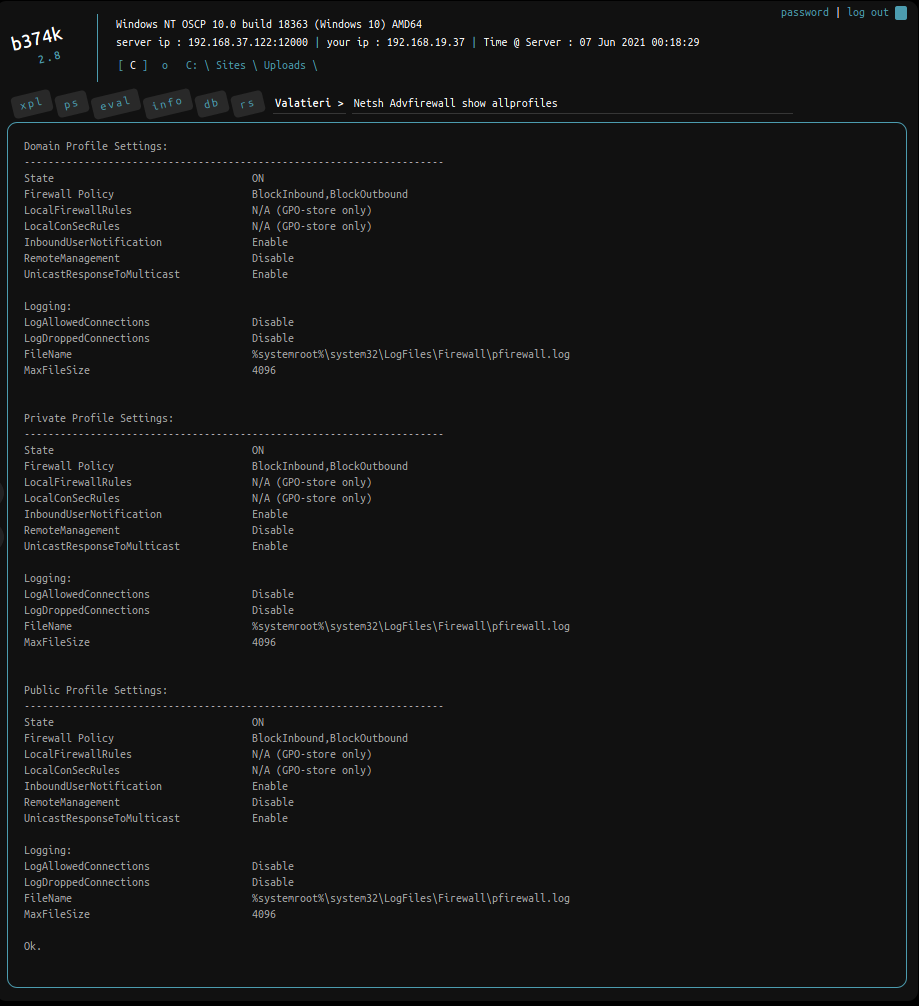 b374k
2.8
Windows NT OSCP 10.0 build 18363 (Windows 10) AMD64
server ip : 192.168.37.122:12000 | your ip : 192.168.19.37 | Time @ Server : 07 Jun 2021 00:18:29
[ C ] o C: \ Sites \ Uploads \
password | log out
xpl ps eval info db rs Valatieri > Netsh Advfirewall show allprofiles
Domain Profile Settings:
----------------------------------------------------------------------
State ON
Firewall Policy BlockInbound,BlockOutbound
LocalFirewallRules N/A (GPO-store only)
LocalConSecRules N/A (GPO-store only)
InboundUserNotification Enable
RemoteManagement Disable
UnicastResponseToMulticast Enable
Logging:
LogAllowedConnections Disable
LogDroppedConnections Disable
FileName %systemroot%\system32\LogFiles\Firewall\pfirewall.log
MaxFileSize 4096
Private Profile Settings:
----------------------------------------------------------------------
State ON
Firewall Policy BlockInbound,BlockOutbound
LocalFirewallRules N/A (GPO-store only)
LocalConSecRules N/A (GPO-store only)
InboundUserNotification Enable
RemoteManagement Disable
UnicastResponseToMulticast Enable
Logging:
LogAllowedConnections Disable
LogDroppedConnections Disable
FileName %systemroot%\system32\LogFiles\Firewall\pfirewall.log
MaxFileSize 4096
Public Profile Settings:
----------------------------------------------------------------------
State ON
Firewall Policy BlockInbound,BlockOutbound
LocalFirewallRules N/A (GPO-store only)
LocalConSecRules N/A (GPO-store only)
InboundUserNotification Enable
RemoteManagement Disable
UnicastResponseToMulticast Enable
Logging:
LogAllowedConnections Disable
LogDroppedConnections Disable
FileName %systemroot%\system32\LogFiles\Firewall\pfirewall.log
MaxFileSize 4096
Ok.